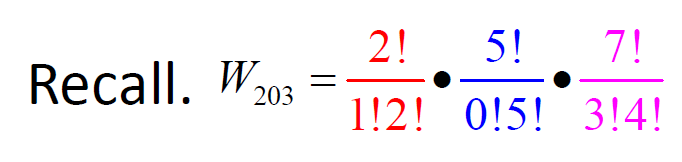 Recall. W₂₀₃ = 2!/1!2! • 5!/0!5! • 7!/3!4!